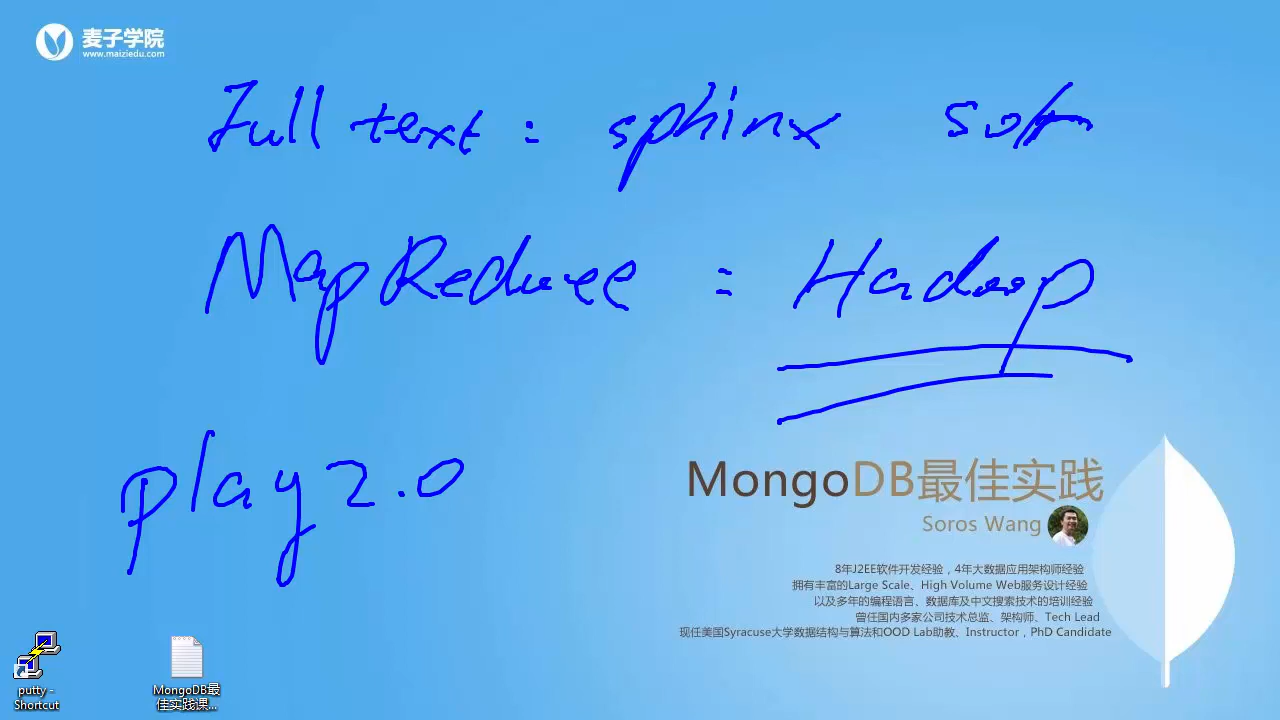 麦子学院
www.maiziedu.com
Full text : sphinx solr
MapReduce : Hadoop
play 2.0
MongoDB最佳实践
Soros Wang
8年J2EE软件开发经验，4年大数据应用架构师经验
拥有丰富的Large Scale、High Volume Web服务设计经验
以及多年的编程语言、数据库及中文搜索技术的培训经验
曾任国内多家公司技术总监、架构师、Tech Lead
现任美国Syracuse大学数据结构与算法和OOD Lab助教、Instructor，PhD Candidate
putty -
Shortcut
MongoDB最
佳实践课...